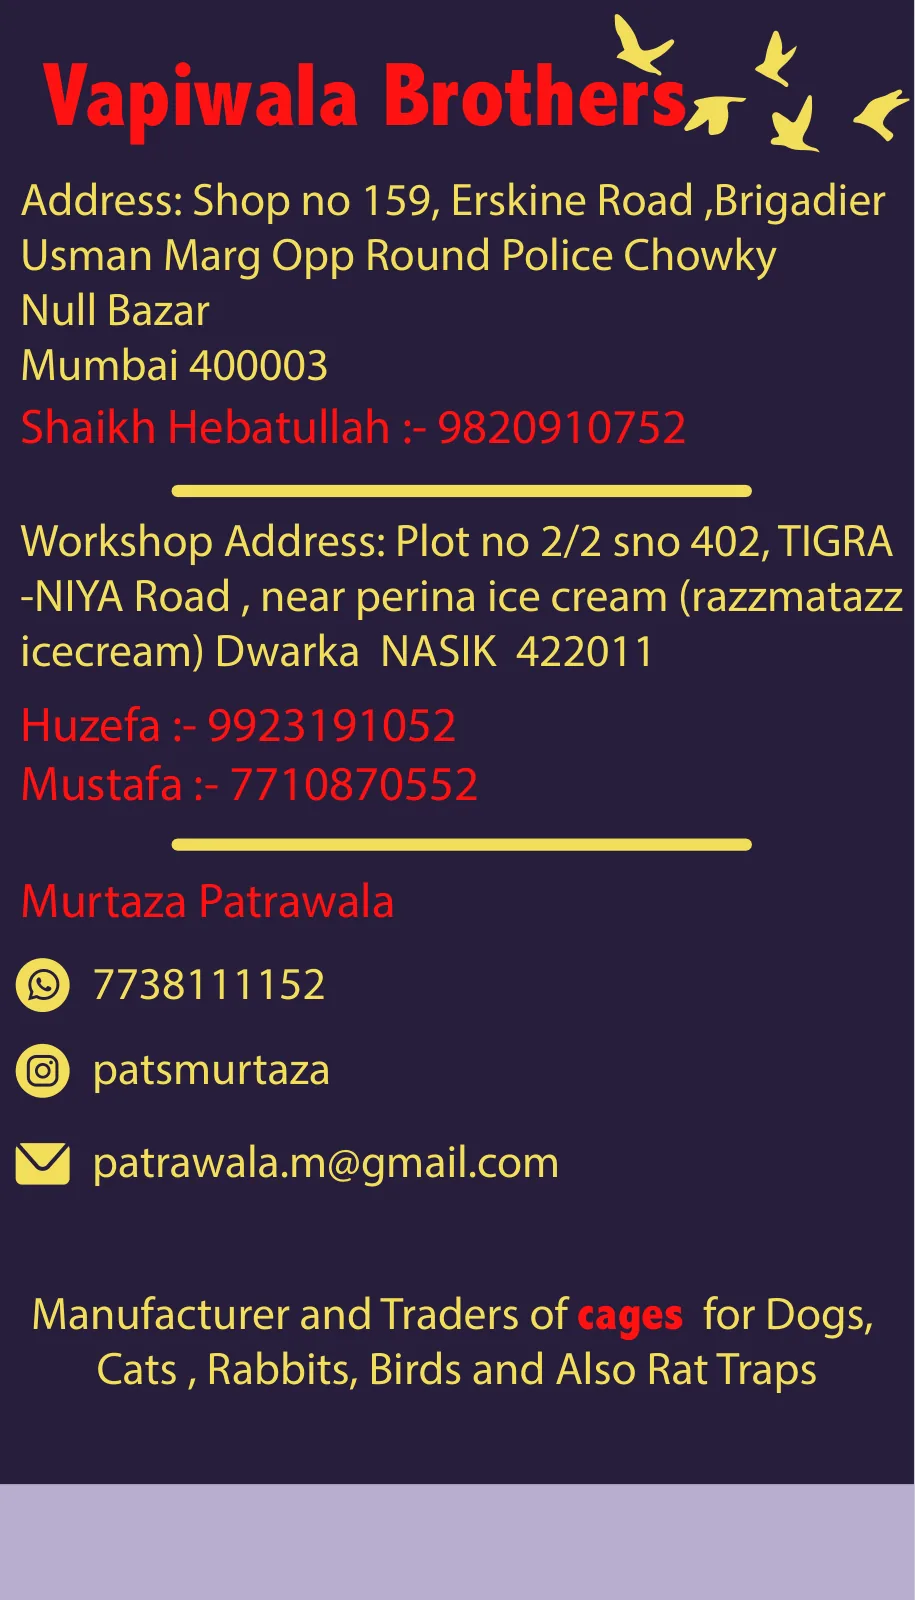 Vapiwala Brothers
Address: Shop no 159, Erskine Road ,Brigadier
Usman Marg Opp Round Police Chowky
Null Bazar
Mumbai 400003
Shaikh Hebatullah :- 9820910752
Workshop Address: Plot no 2/2 sno 402, TIGRA
-NIYA Road , near perina ice cream (razzmatazz
icecream) Dwarka  NASIK  422011
Huzefa :- 9923191052
Mustafa :- 7710870552
Murtaza Patrawala
7738111152
patsmurtaza
patrawala.m@gmail.com
Manufacturer and Traders of cages  for Dogs,
Cats , Rabbits, Birds and Also Rat Traps